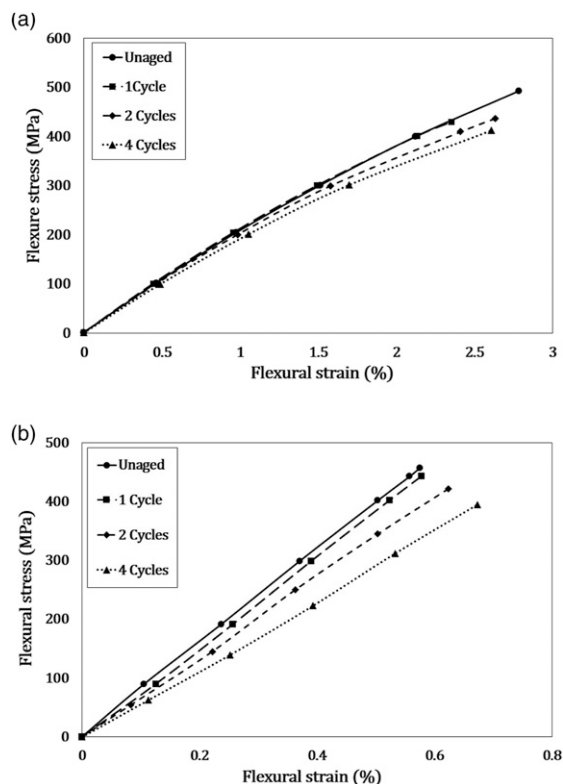 (a)
600
500
400
300
200
100
0
Flexure stress (MPa)
Unaged
1Cycle
2 Cycles
4 Cycles
0 0.5 1 1.5 2 2.5 3
Flexural strain (%)
(b)
500
400
300
200
100
0
Flexural stress (MPa)
Unaged
1 Cycle
2 Cycles
4 Cycles
0 0.2 0.4 0.6 0.8
Flexural strain (%)